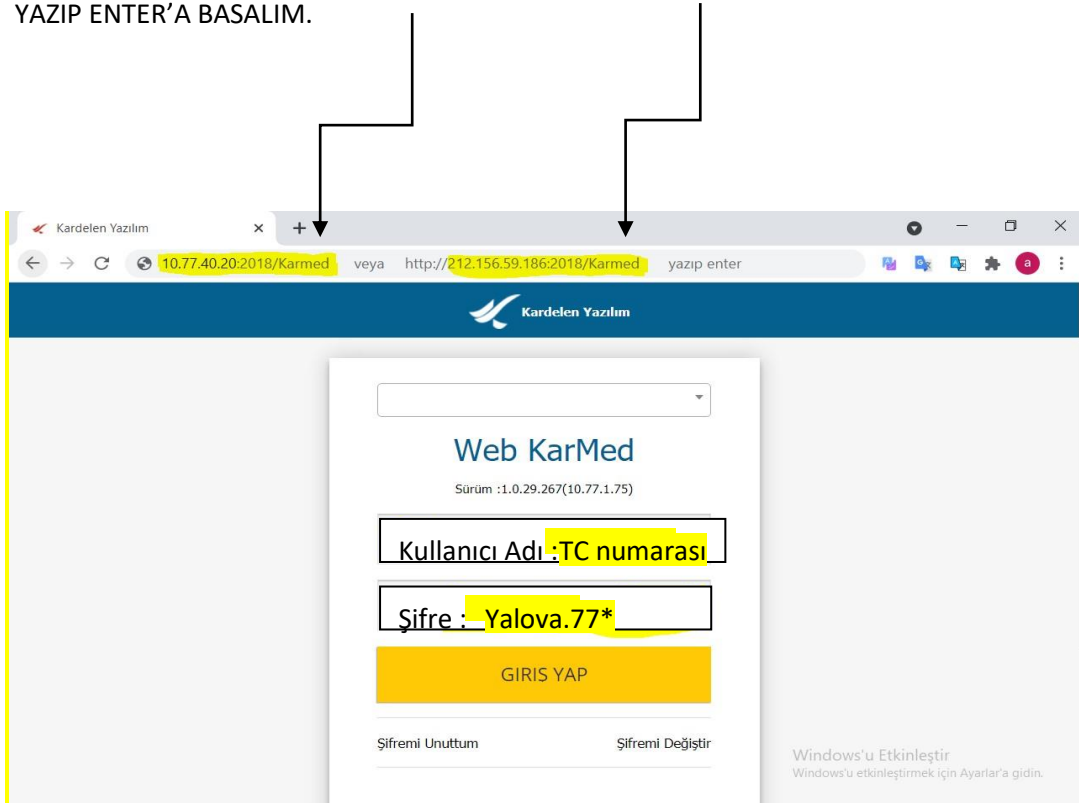 YAZIP ENTER’A BASALIM.
Kardelen Yazılım
10.77.40.20:2018/Karmed veya http://212.156.59.186:2018/Karmed yazıp enter
a
Kardelen Yazılım
Web KarMed
Sürüm :1.0.29.267(10.77.1.75)
Kullanıcı Adı :TC numarası
Şifre : Yalova.77*
GIRIS YAP
Şifremi Unuttum Şifremi Değiştir
Windows'u Etkinleştir
Windows'u etkinleştirmek için Ayarlar'a gidin.